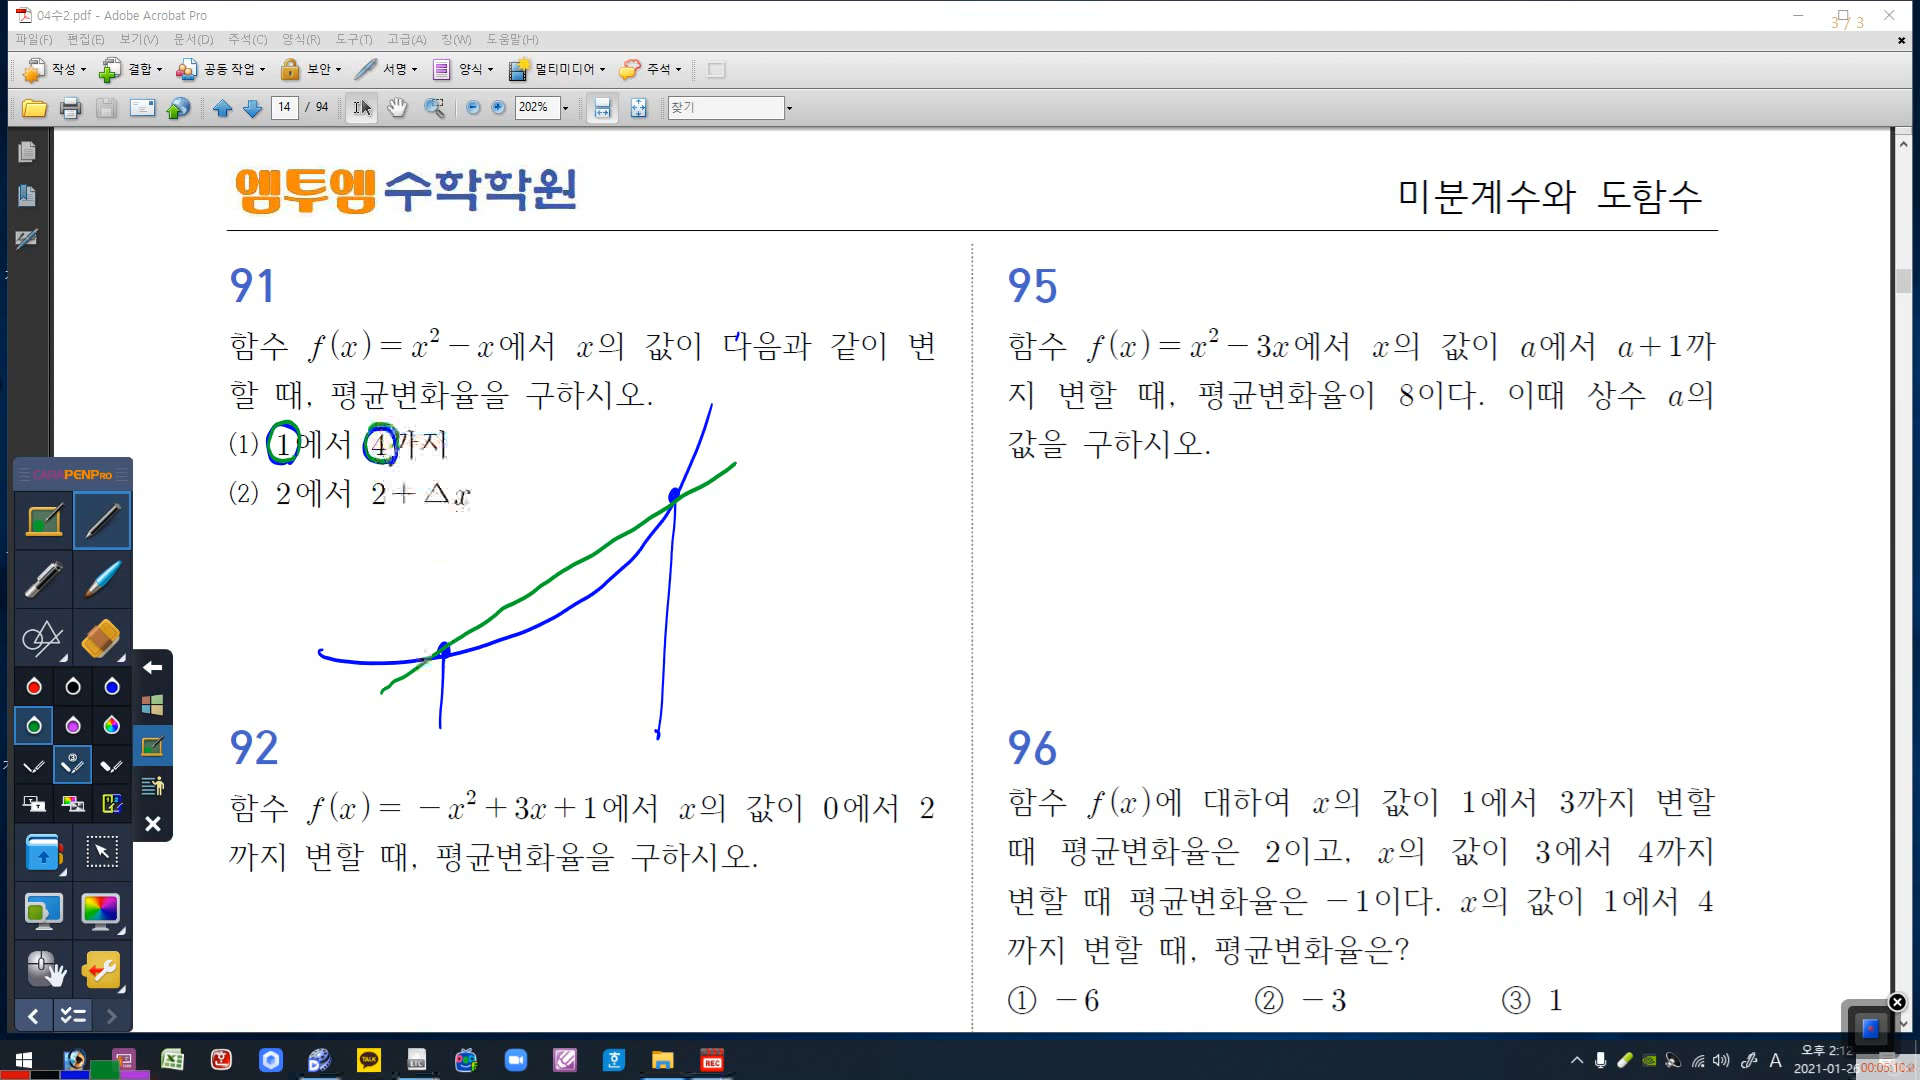 04수2.pdf - Adobe Acrobat Pro
3 / 3
파일(F) 편집(E) 보기(V) 문서(D) 주석(C) 양식(R) 도구(T) 고급(A) 창(W) 도움말(H)
작성 결합 공동 작업 보안 서명 양식 멀티미디어 주석
14 / 94 202% 찾기
엠투엠수학학원
미분계수와 도함수
91
함수 f(x)=x²-x에서 x의 값이 다음과 같이 변
할 때, 평균변화율을 구하시오.
(1) 1에서 4까지
(2) 2에서 2+△x
92
함수 f(x)=-x²+3x+1에서 x의 값이 0에서 2
까지 변할 때, 평균변화율을 구하시오.
95
함수 f(x)=x²-3x에서 x의 값이 a에서 a+1까
지 변할 때, 평균변화율이 8이다. 이때 상수 a의
값을 구하시오.
96
함수 f(x)에 대하여 x의 값이 1에서 3까지 변할
때 평균변화율은 2이고, x의 값이 3에서 4까지
변할 때 평균변화율은 -1이다. x의 값이 1에서 4
까지 변할 때, 평균변화율은?
① -6 ② -3 ③ 1
PENPRO
TALK
REC
A
오후 2:12
2021-01-26